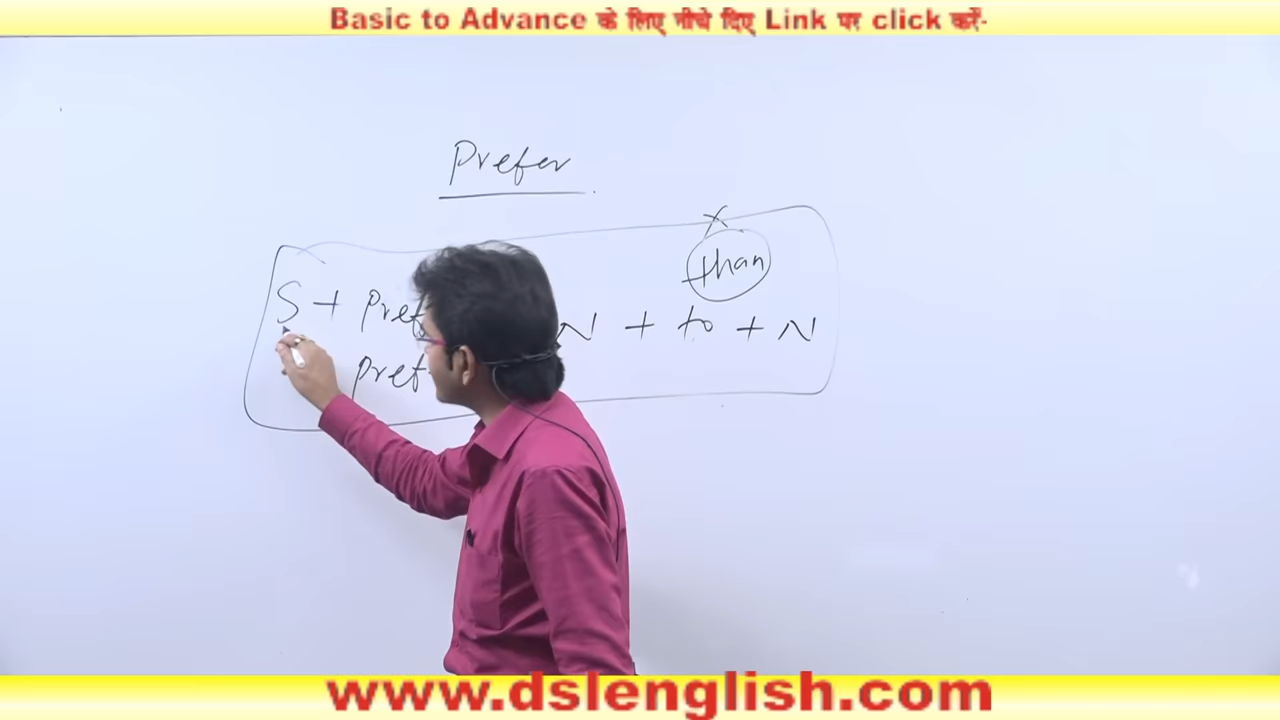 Basic to Advance के लिए नीचे दिए Link पर click करें-
Prefer
x
than
S + pref N + to + N
pref
www.dslenglish.com